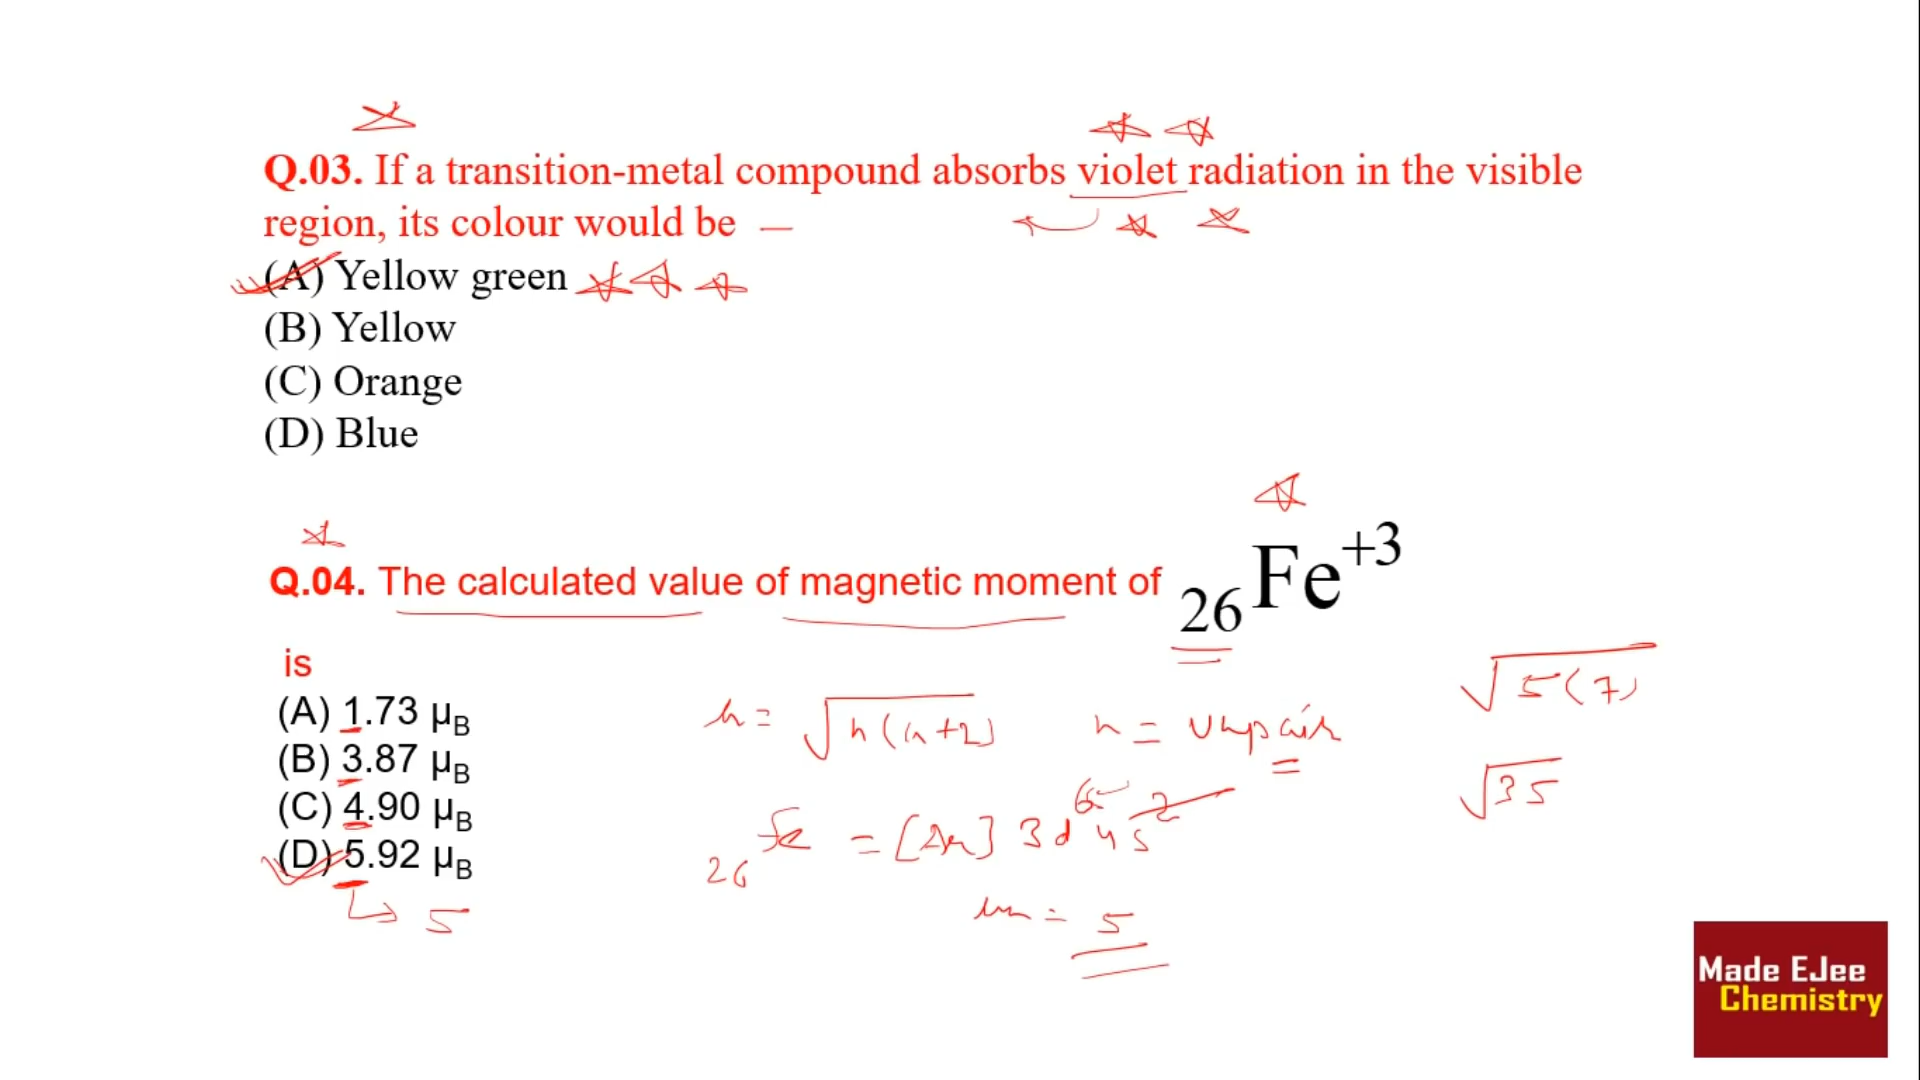 Q.03. If a transition-metal compound absorbs violet radiation in the visible
region, its colour would be –
(A) Yellow green
(B) Yellow
(C) Orange
(D) Blue
Q.04. The calculated value of magnetic moment of ₂₆Fe⁺³
is
(A) 1.73 μB
(B) 3.87 μB
(C) 4.90 μB
(D) 5.92 μB
5
√n(n+2)
n = unpair
√5(7)
√35
₂₆Fe = [Ar] 3d⁶ 4s²
= 5
Made EJee
Chemistry